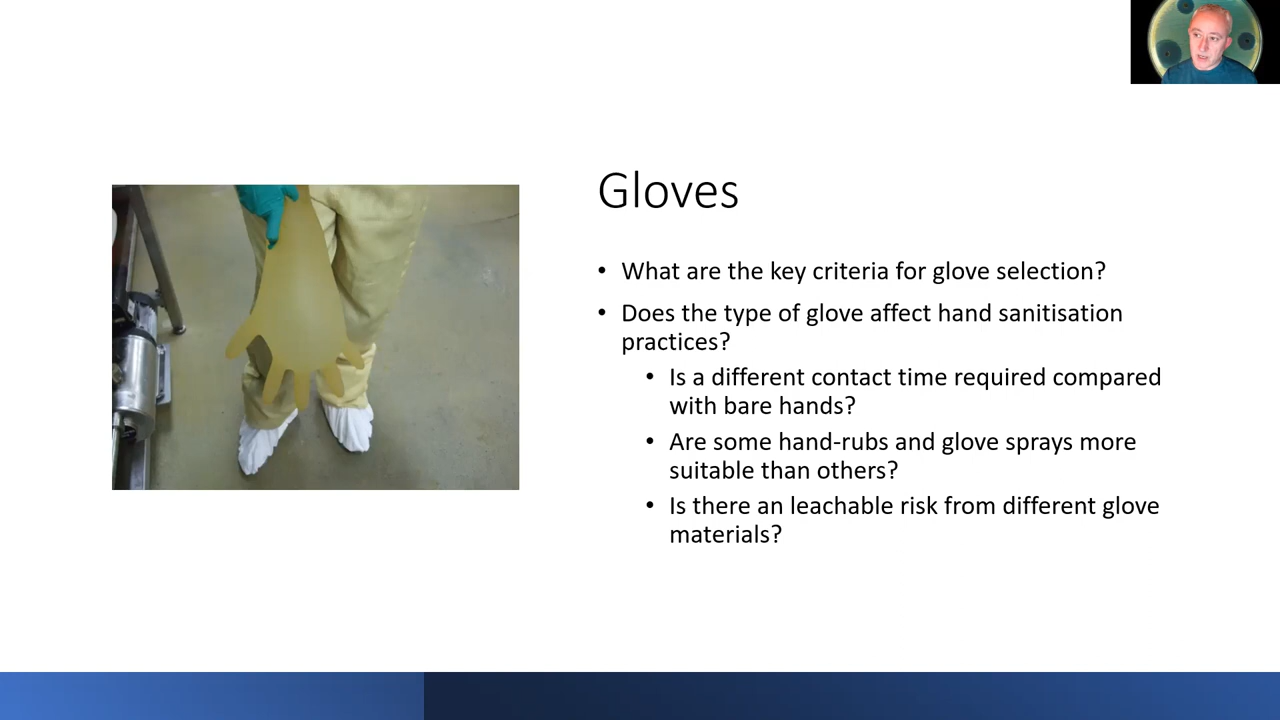 Gloves
• What are the key criteria for glove selection?
• Does the type of glove affect hand sanitisation
practices?
• Is a different contact time required compared
with bare hands?
• Are some hand-rubs and glove sprays more
suitable than others?
• Is there an leachable risk from different glove
materials?